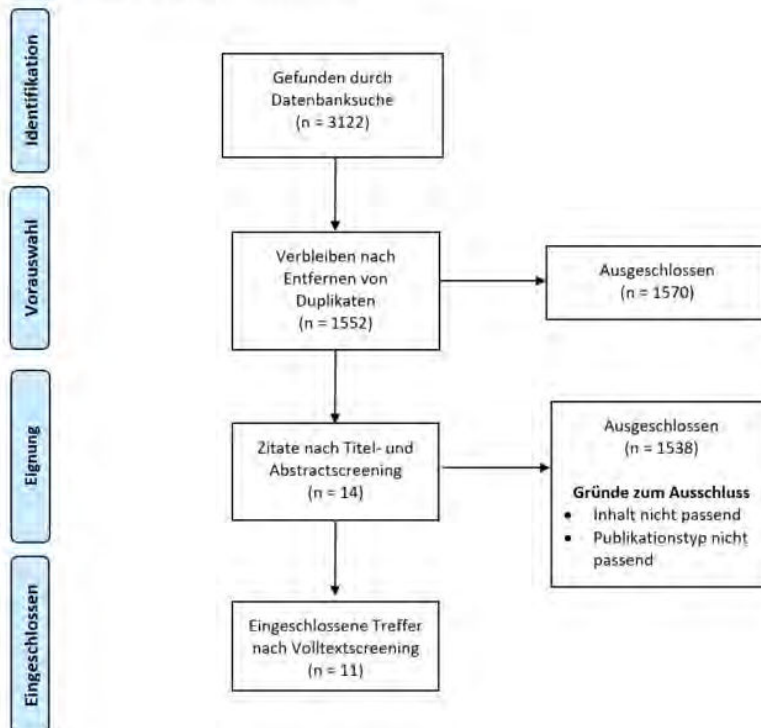 Identifikation
Gefunden durch
Datenbanksuche
(n = 3122)
Vorauswahl
Verbleiben nach
Entfernen von
Duplikaten
(n = 1552)
Ausgeschlossen
(n = 1570)
Eignung
Zitate nach Titel- und
Abstractscreening
(n = 14)
Ausgeschlossen
(n = 1538)
Gründe zum Ausschluss
• Inhalt nicht passend
• Publikationstyp nicht
passend
Eingeschlossen
Eingeschlossene Treffer
nach Volltextscreening
(n = 11)